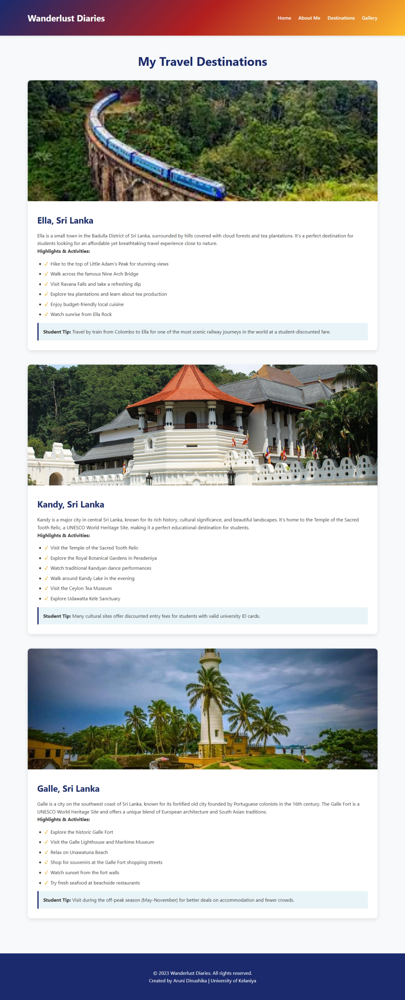 Wanderlust Diaries
Home About Me Destinations Gallery
My Travel Destinations
Ella, Sri Lanka
Ella is a small town in the Badulla District of Sri Lanka, surrounded by hills covered with cloud forests and tea plantations. It's a perfect destination for
students looking for an affordable yet breathtaking travel experience close to nature.
Highlights & Activities:
• ✓ Hike to the top of Little Adam's Peak for stunning views
• ✓ Walk across the famous Nine Arch Bridge
• ✓ Visit Ravana Falls and take a refreshing dip
• ✓ Explore tea plantations and learn about tea production
• ✓ Enjoy budget-friendly local cuisine
• ✓ Watch sunrise from Ella Rock
Student Tip: Travel by train from Colombo to Ella for one of the most scenic railway journeys in the world at a student-discounted fare.
Kandy, Sri Lanka
Kandy is a major city in central Sri Lanka, known for its rich history, cultural significance, and beautiful landscapes. It's home to the Temple of the Sacred
Tooth Relic, a UNESCO World Heritage Site, making it a perfect educational destination for students.
Highlights & Activities:
• ✓ Visit the Temple of the Sacred Tooth Relic
• ✓ Explore the Royal Botanical Gardens in Peradeniya
• ✓ Watch traditional Kandyan dance performances
• ✓ Walk around Kandy Lake in the evening
• ✓ Visit the Ceylon Tea Museum
• ✓ Explore Udawatta Kele Sanctuary
Student Tip: Many cultural sites offer discounted entry fees for students with valid university ID cards.
Galle, Sri Lanka
Galle is a city on the southwest coast of Sri Lanka, known for its fortified old city founded by Portuguese colonists in the 16th century. The Galle Fort is a
UNESCO World Heritage Site and offers a unique blend of European architecture and South Asian traditions.
Highlights & Activities:
• ✓ Explore the historic Galle Fort
• ✓ Visit the Galle Lighthouse and Maritime Museum
• ✓ Relax on Unawatuna Beach
• ✓ Shop for souvenirs at the Galle Fort shopping streets
• ✓ Watch sunset from the fort walls
• ✓ Try fresh seafood at beachside restaurants
Student Tip: Visit during the off-peak season (May-November) for better deals on accommodation and fewer crowds.
© 2023 Wanderlust Diaries. All rights reserved.
Created by Aruni Dinushika | University of Kelaniya